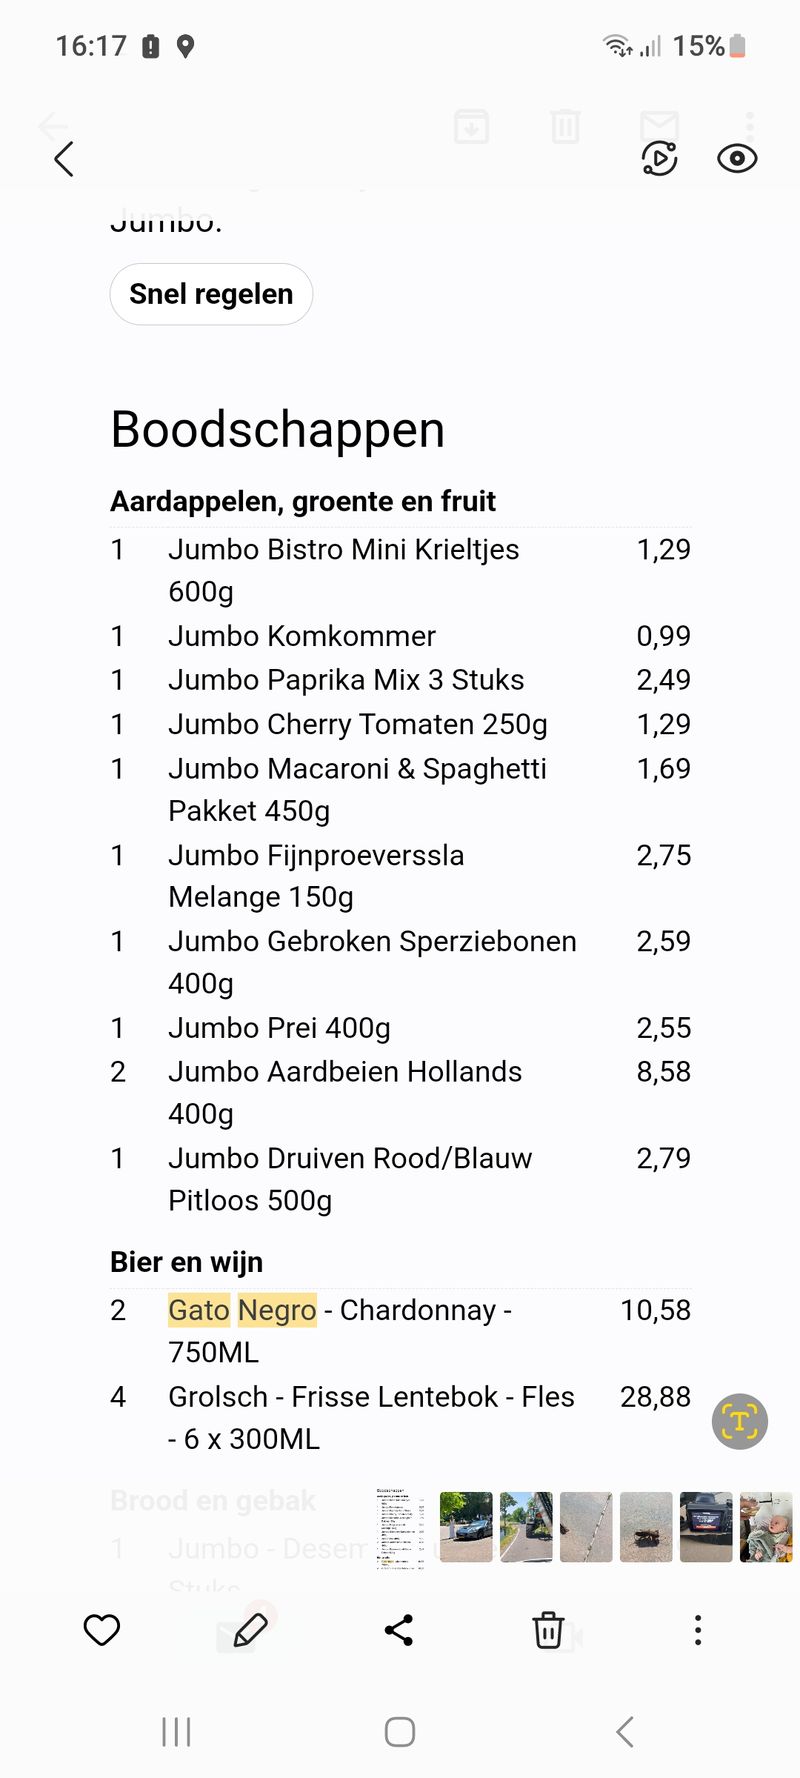 16:17
15%
Jumbo.
Snel regelen
Boodschappen
Aardappelen, groente en fruit
1 Jumbo Bistro Mini Krieltjes 1,29
600g
1 Jumbo Komkommer 0,99
1 Jumbo Paprika Mix 3 Stuks 2,49
1 Jumbo Cherry Tomaten 250g 1,29
1 Jumbo Macaroni & Spaghetti 1,69
Pakket 450g
1 Jumbo Fijnproeverssla 2,75
Melange 150g
1 Jumbo Gebroken Sperziebonen 2,59
400g
1 Jumbo Prei 400g 2,55
2 Jumbo Aardbeien Hollands 8,58
400g
1 Jumbo Druiven Rood/Blauw 2,79
Pitloos 500g
Bier en wijn
2 Gato Negro - Chardonnay - 10,58
750ML
4 Grolsch - Frisse Lentebok - Fles 28,88
- 6 x 300ML
T
Brood en gebak
1 Jumbo - Desem
Stuks